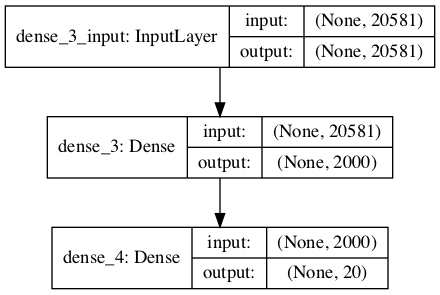 dense_3_input: InputLayer
input: (None, 20581)
output: (None, 20581)
dense_3: Dense
input: (None, 20581)
output: (None, 2000)
dense_4: Dense
input: (None, 2000)
output: (None, 20)